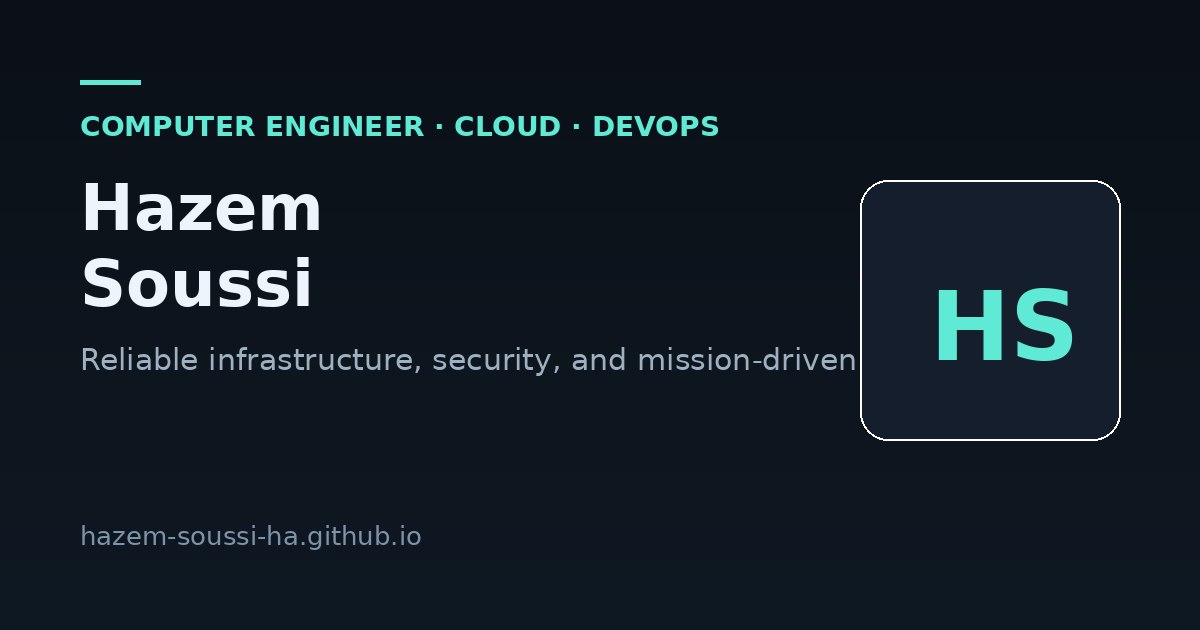 COMPUTER ENGINEER · CLOUD · DEVOPS
Hazem
Soussi
Reliable infrastructure, security, and mission-driven
HS
hazem-soussi-ha.github.io